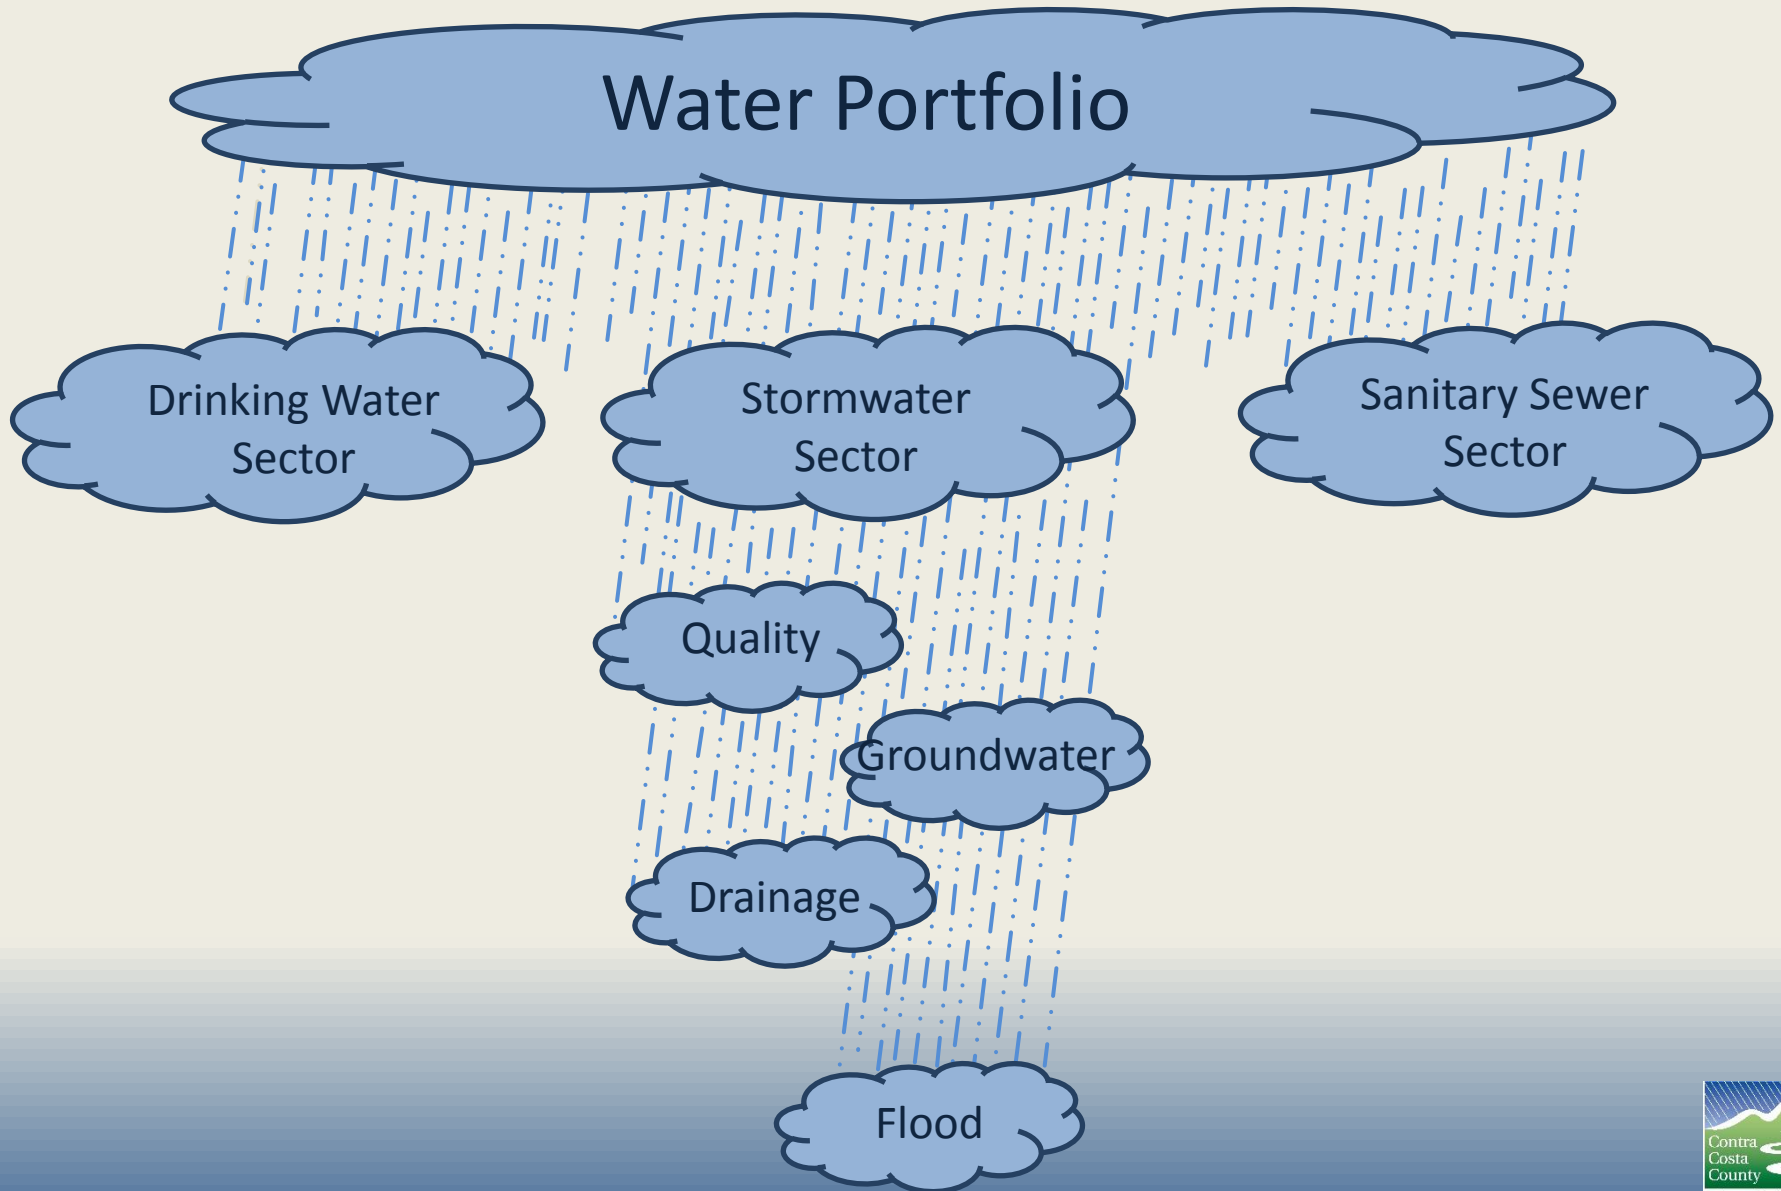 Water Portfolio
Drinking Water
Sector
Stormwater
Sector
Sanitary Sewer
Sector
Quality
Groundwater
Drainage
Flood
Contra
Costa
County